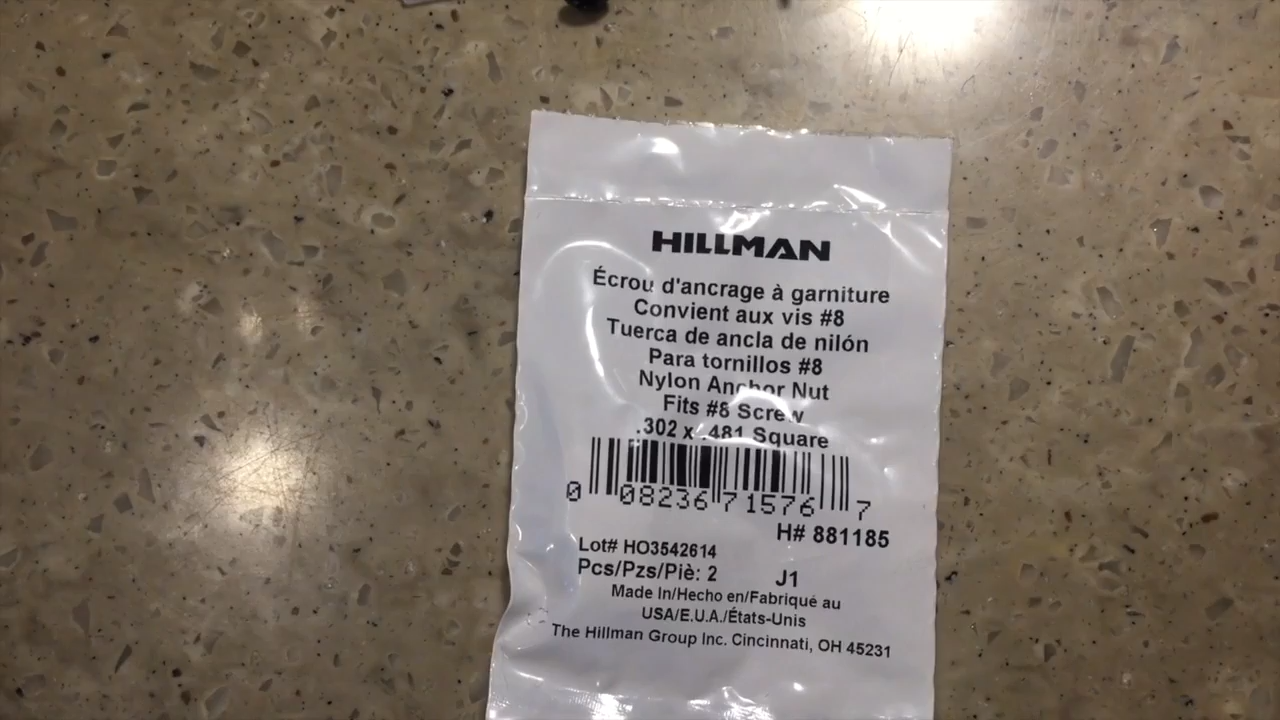 HILLMAN
Écrou d'ancrage à garniture
Convient aux vis #8
Tuerca de ancla de nilón
Para tornillos #8
Nylon Anchor Nut
Fits #8 Screw
.302 x .481 Square
0 08236 71576 7
H# 881185
Lot# HO3542614
Pcs/Pzs/Piè: 2 J1
Made In/Hecho en/Fabriqué au
USA/E.U.A./États-Unis
The Hillman Group Inc. Cincinnati, OH 45231